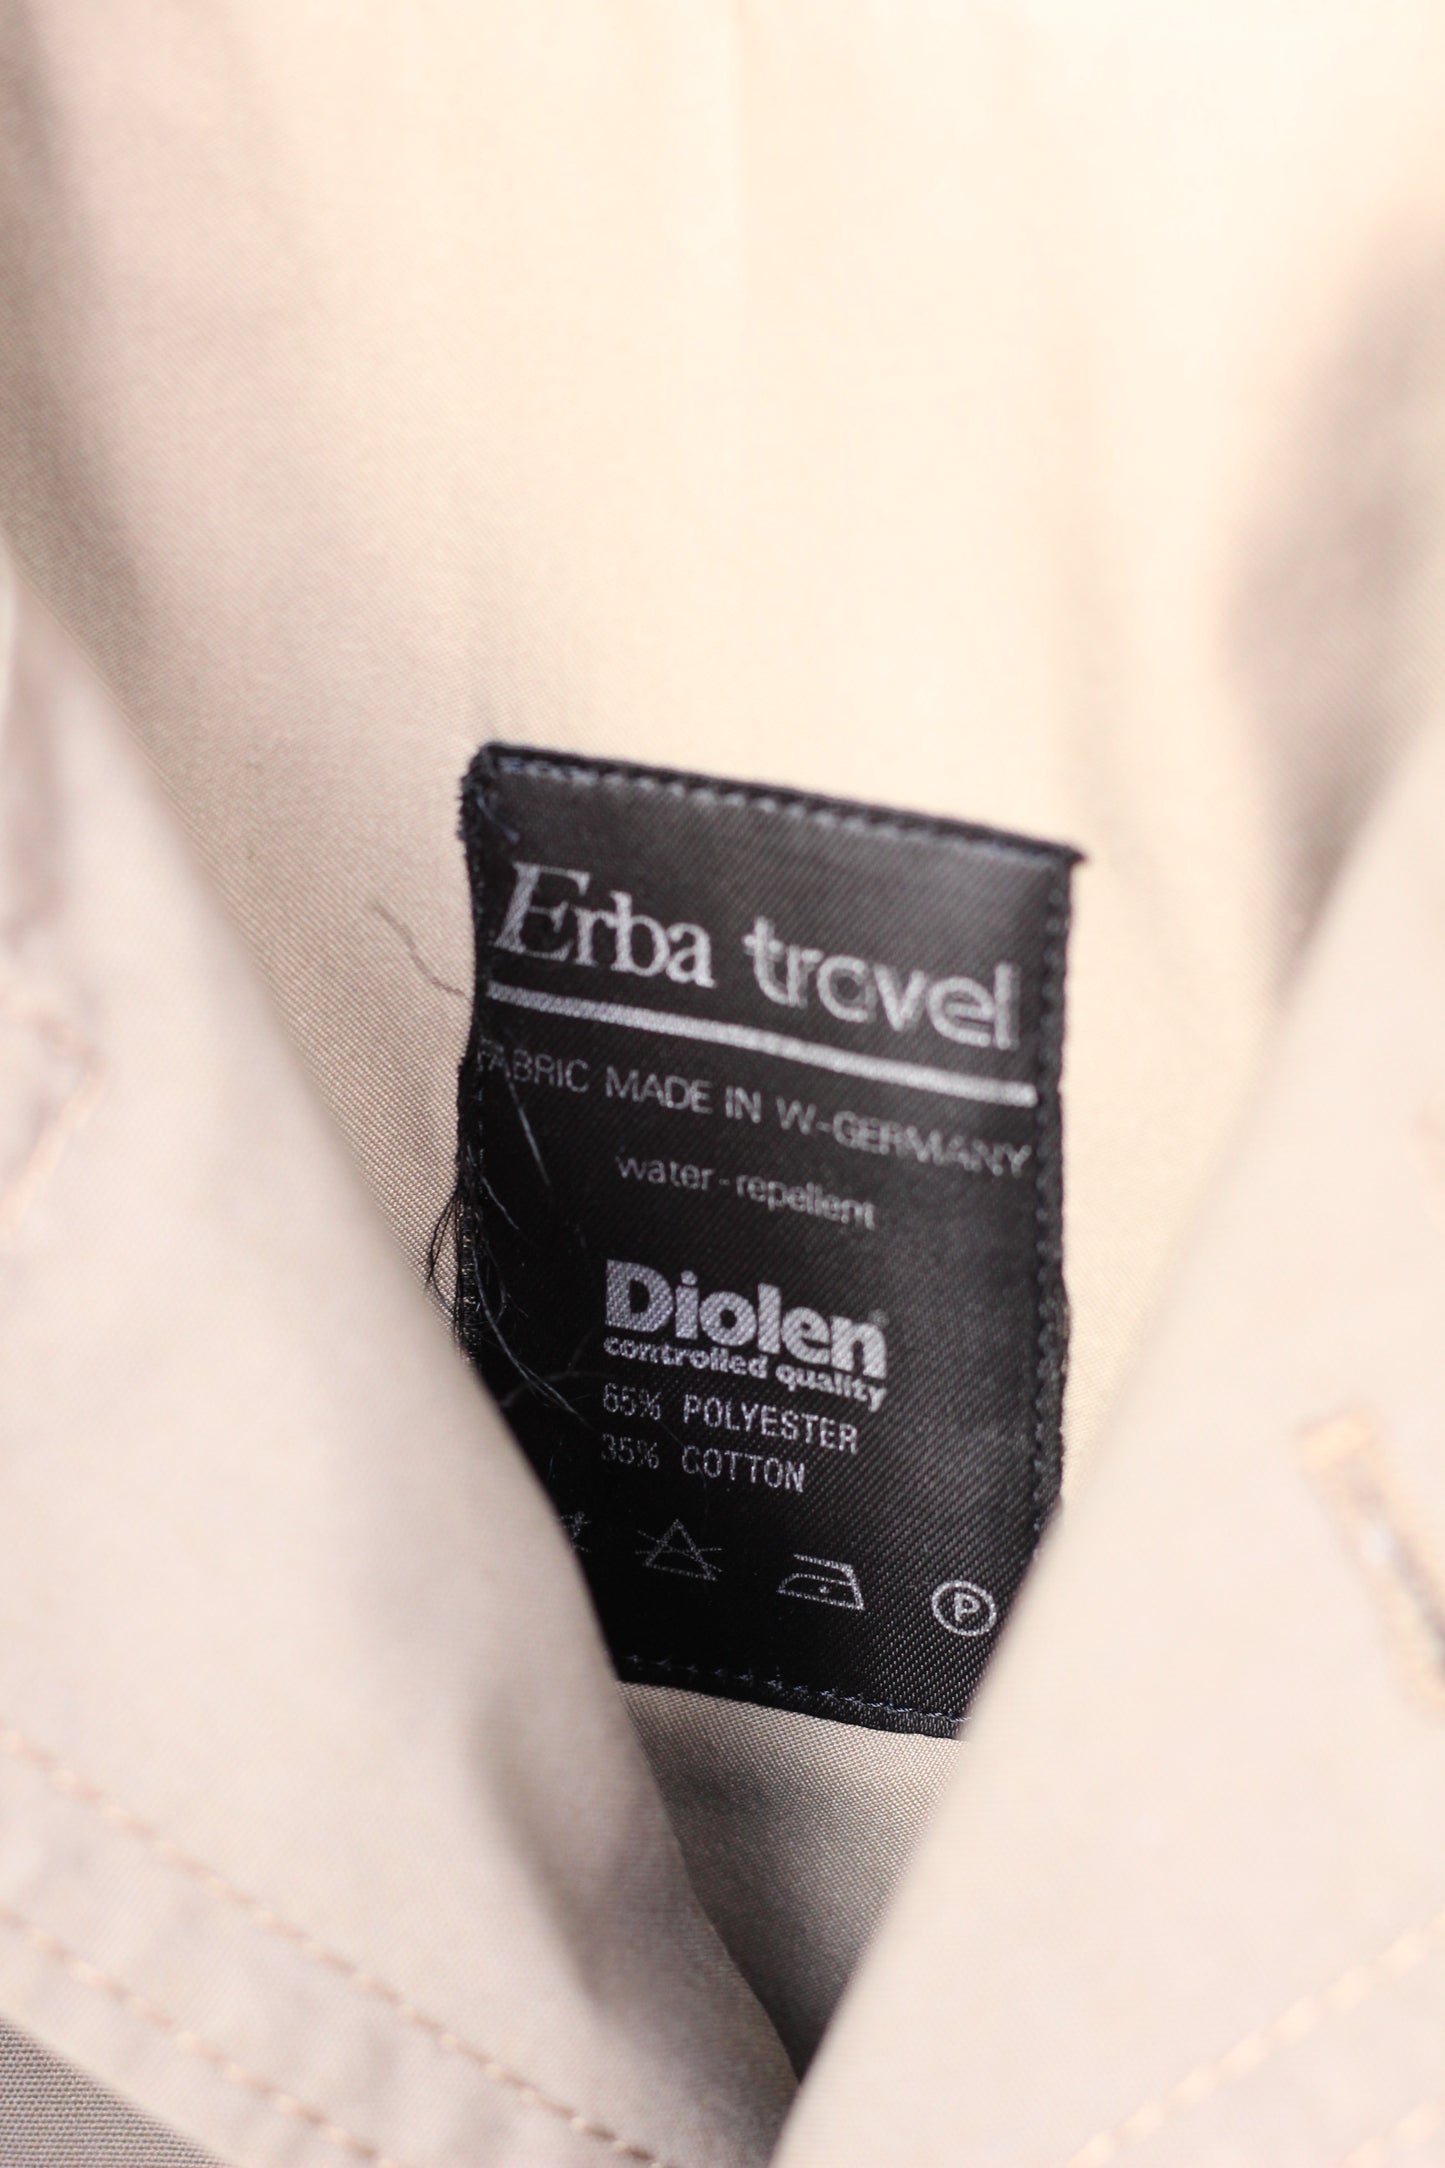 Erba travel
FABRIC MADE IN W-GERMANY
water-repellent
Diolen®
controlled quality
65% POLYESTER
35% COTTON
P